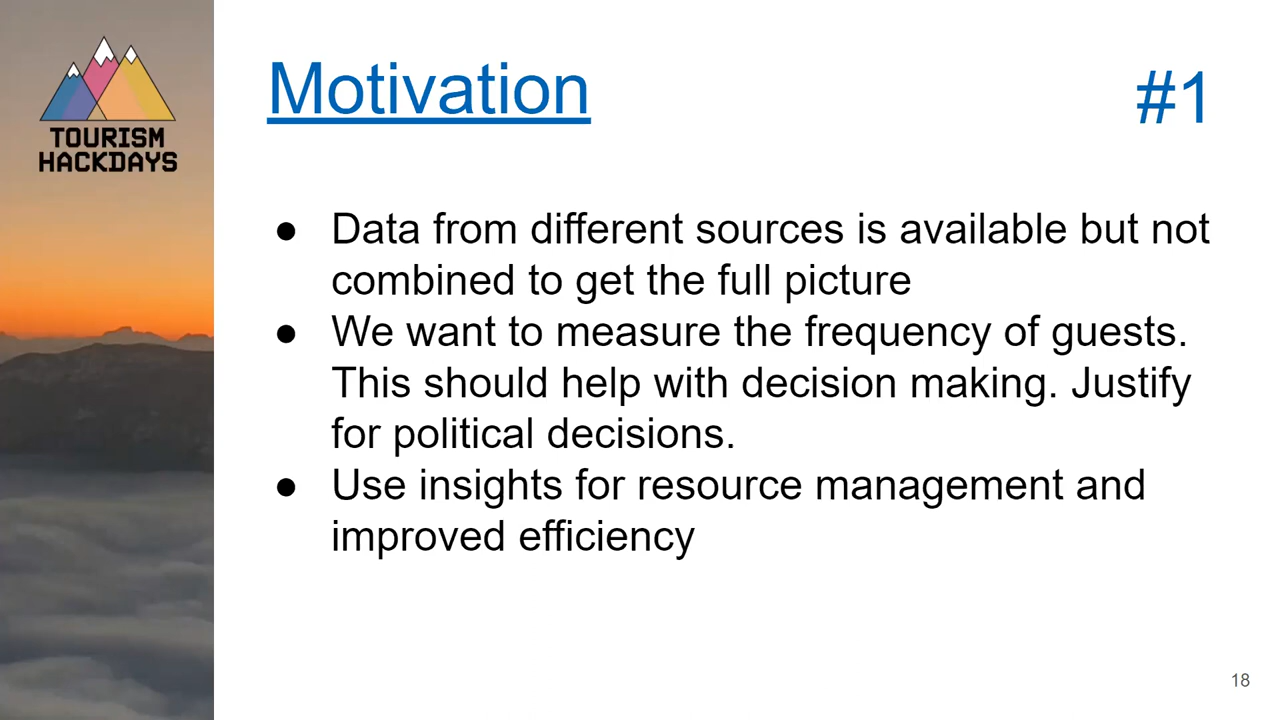 TOURISM
HACKDAYS
Motivation
#1
● Data from different sources is available but not
combined to get the full picture
● We want to measure the frequency of guests.
This should help with decision making. Justify
for political decisions.
● Use insights for resource management and
improved efficiency
18